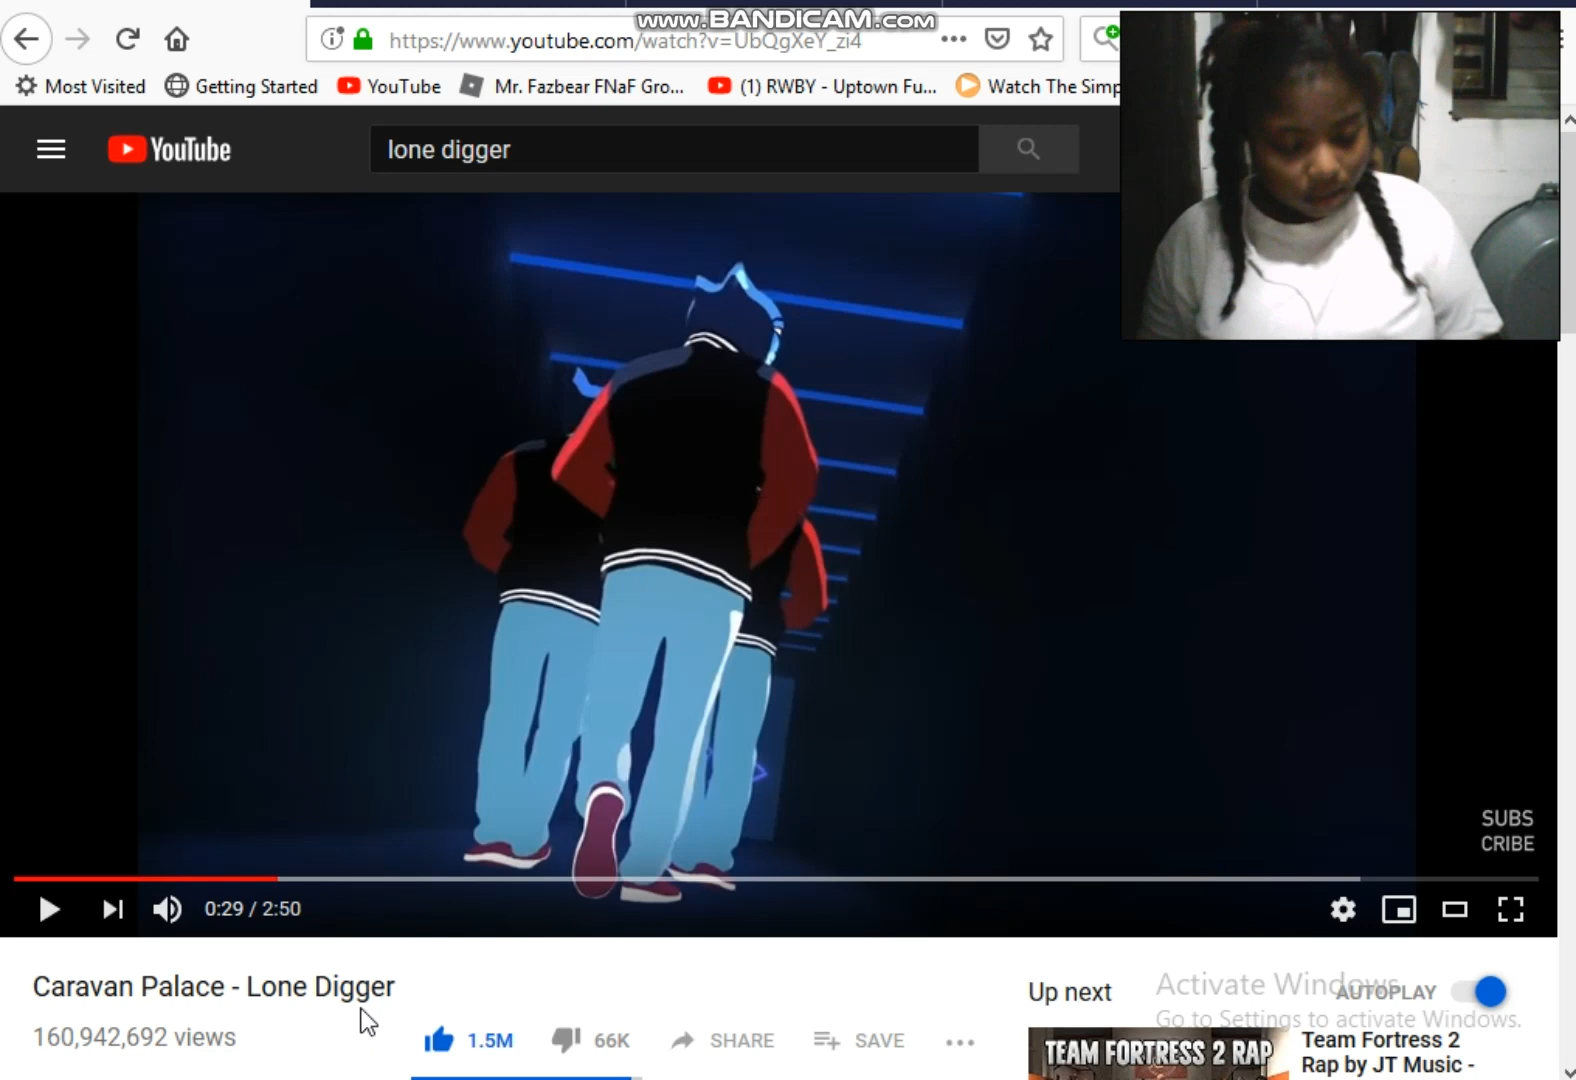 www.BANDICAM.com
https://www.youtube.com/watch?v=UbQgXeY_zi4
Most Visited Getting Started YouTube Mr. Fazbear FNaF Gro... (1) RWBY - Uptown Fu... Watch The Simp
YouTube lone digger
SUBS
CRIBE
0:29 / 2:50
Caravan Palace - Lone Digger
160,942,692 views
1.5M 66K SHARE SAVE
Up next
AUTOPLAY
Activate Windows
Go to Settings to activate Windows.
TEAM FORTRESS 2 RAP
Team Fortress 2
Rap by JT Music -